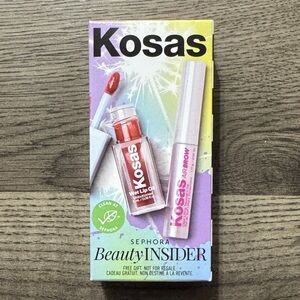 Kosas
Kosas
Wet Lip Oil
Kosas
AIR BROW
CLEAN AT
SEPHORA
SEPHORA
Beauty INSIDER
FREE GIFT. NOT FOR RESALE.
CADEAU GRATUIT. NON DESTINÉ À LA REVENTE.